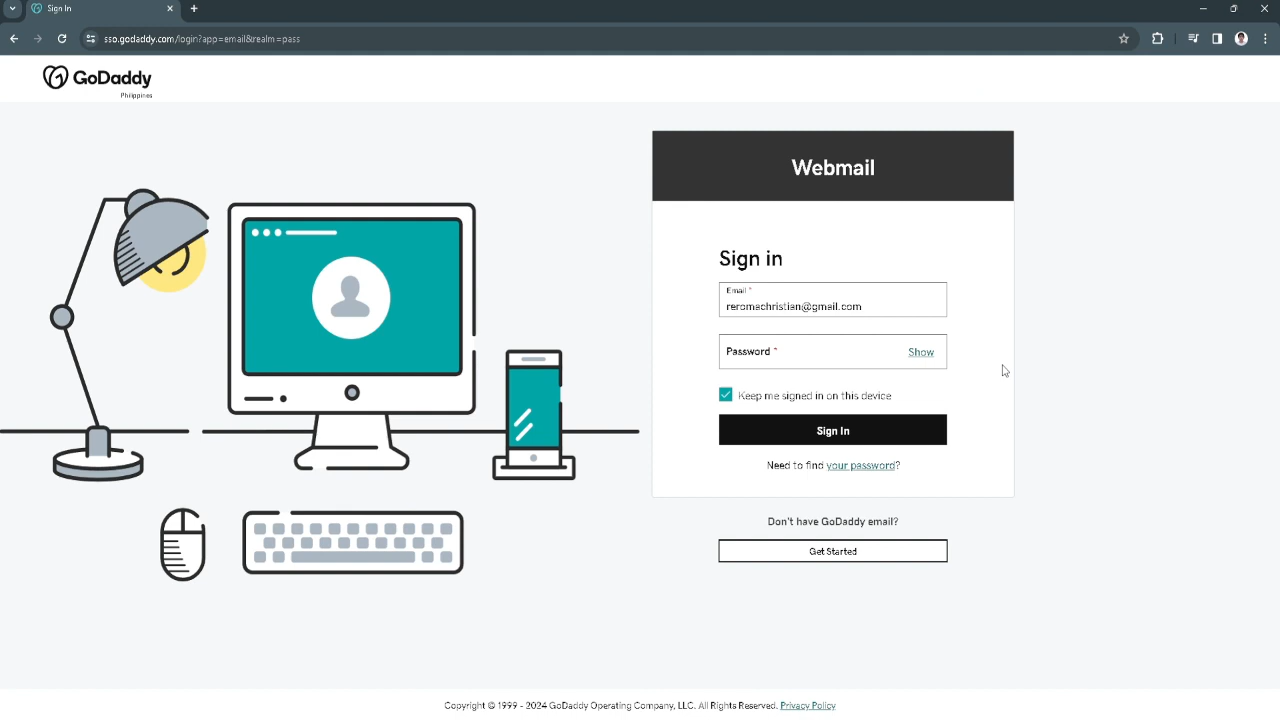 Sign In
sso.godaddy.com/login?app=email&realm=pass
GoDaddy
Philippines
Webmail
Sign in
Email *
reromachristian@gmail.com
Password *
Show
Keep me signed in on this device
Sign In
Need to find your password?
Don't have GoDaddy email?
Get Started
Copyright © 1999 - 2024 GoDaddy Operating Company, LLC. All Rights Reserved. Privacy Policy